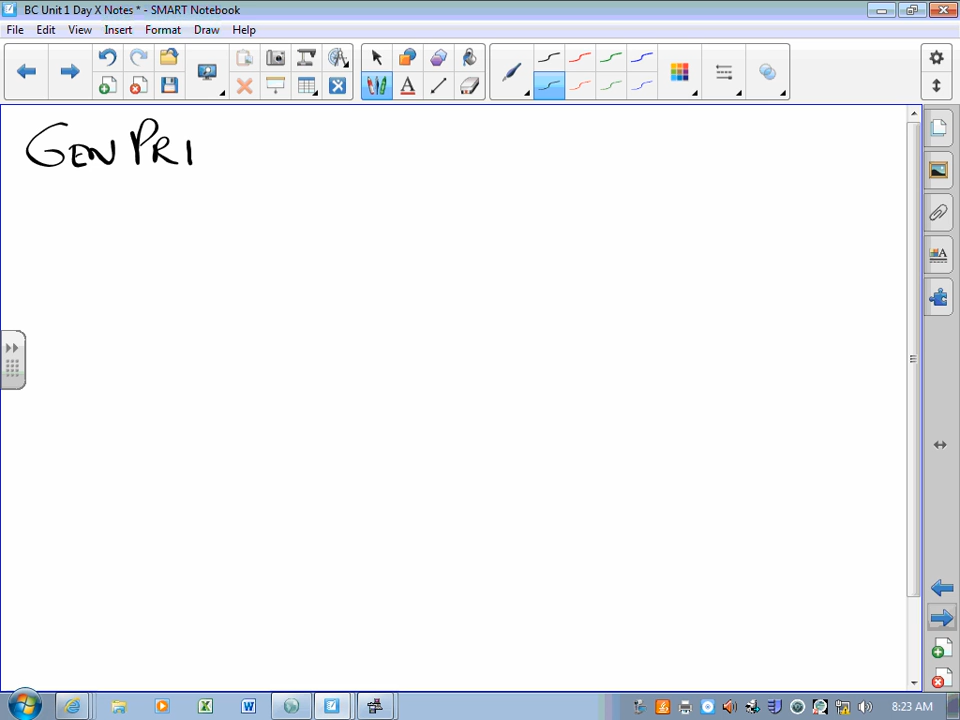 BC Unit 1 Day X Notes * - SMART Notebook
File Edit View Insert Format Draw Help
GEN PRI
8:23 AM